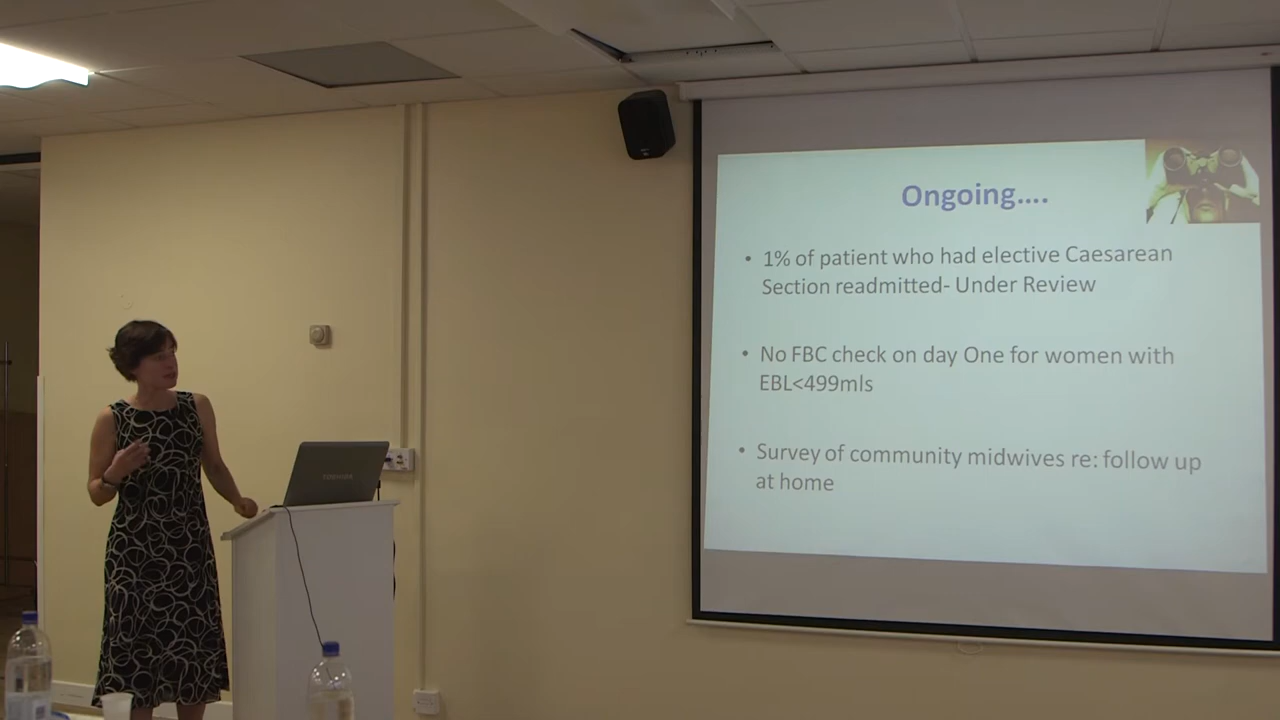 Ongoing....
• 1% of patient who had elective Caesarean
Section readmitted- Under Review
• No FBC check on day One for women with
EBL<499mls
• Survey of community midwives re: follow up
at home
TOSHIBA